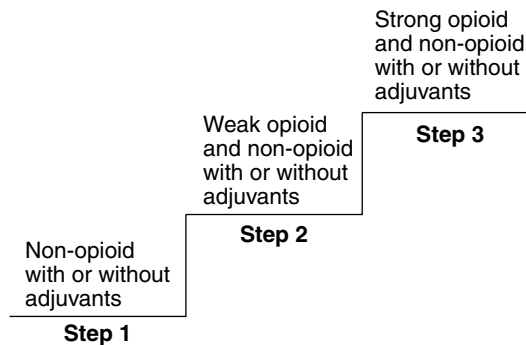 Strong opioid
and non-opioid
with or without
adjuvants
Step 3
Weak opioid
and non-opioid
with or without
adjuvants
Step 2
Non-opioid
with or without
adjuvants
Step 1